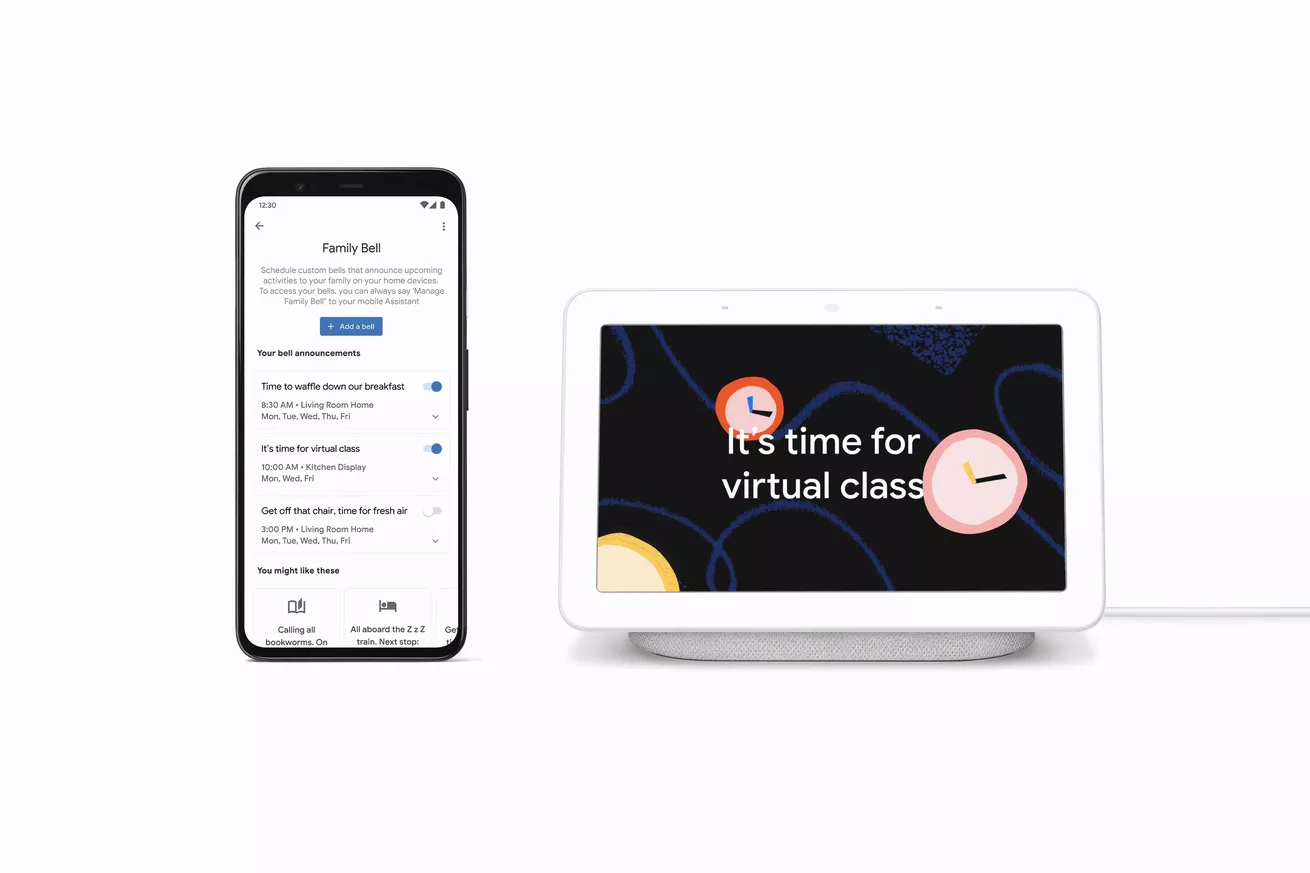 12:30
Family Bell
Schedule custom bells that announce upcoming
activities to your family on your home devices.
To access your bells, you can always say 'Manage
Family Bell" to your mobile Assistant
+ Add a bell
Your bell announcements
Time to waffle down our breakfast
8:30 AM • Living Room Home
Mon, Tue, Wed, Thu, Fri
It's time for virtual class
10:00 AM • Kitchen Display
Mon, Wed, Fri
Get off that chair, time for fresh air
3:00 PM • Living Room Home
Mon, Tue, Wed, Thu, Fri
You might like these
Calling all
bookworms. On
All aboard the Z z Z
train. Next stop:
It's time for
virtual class